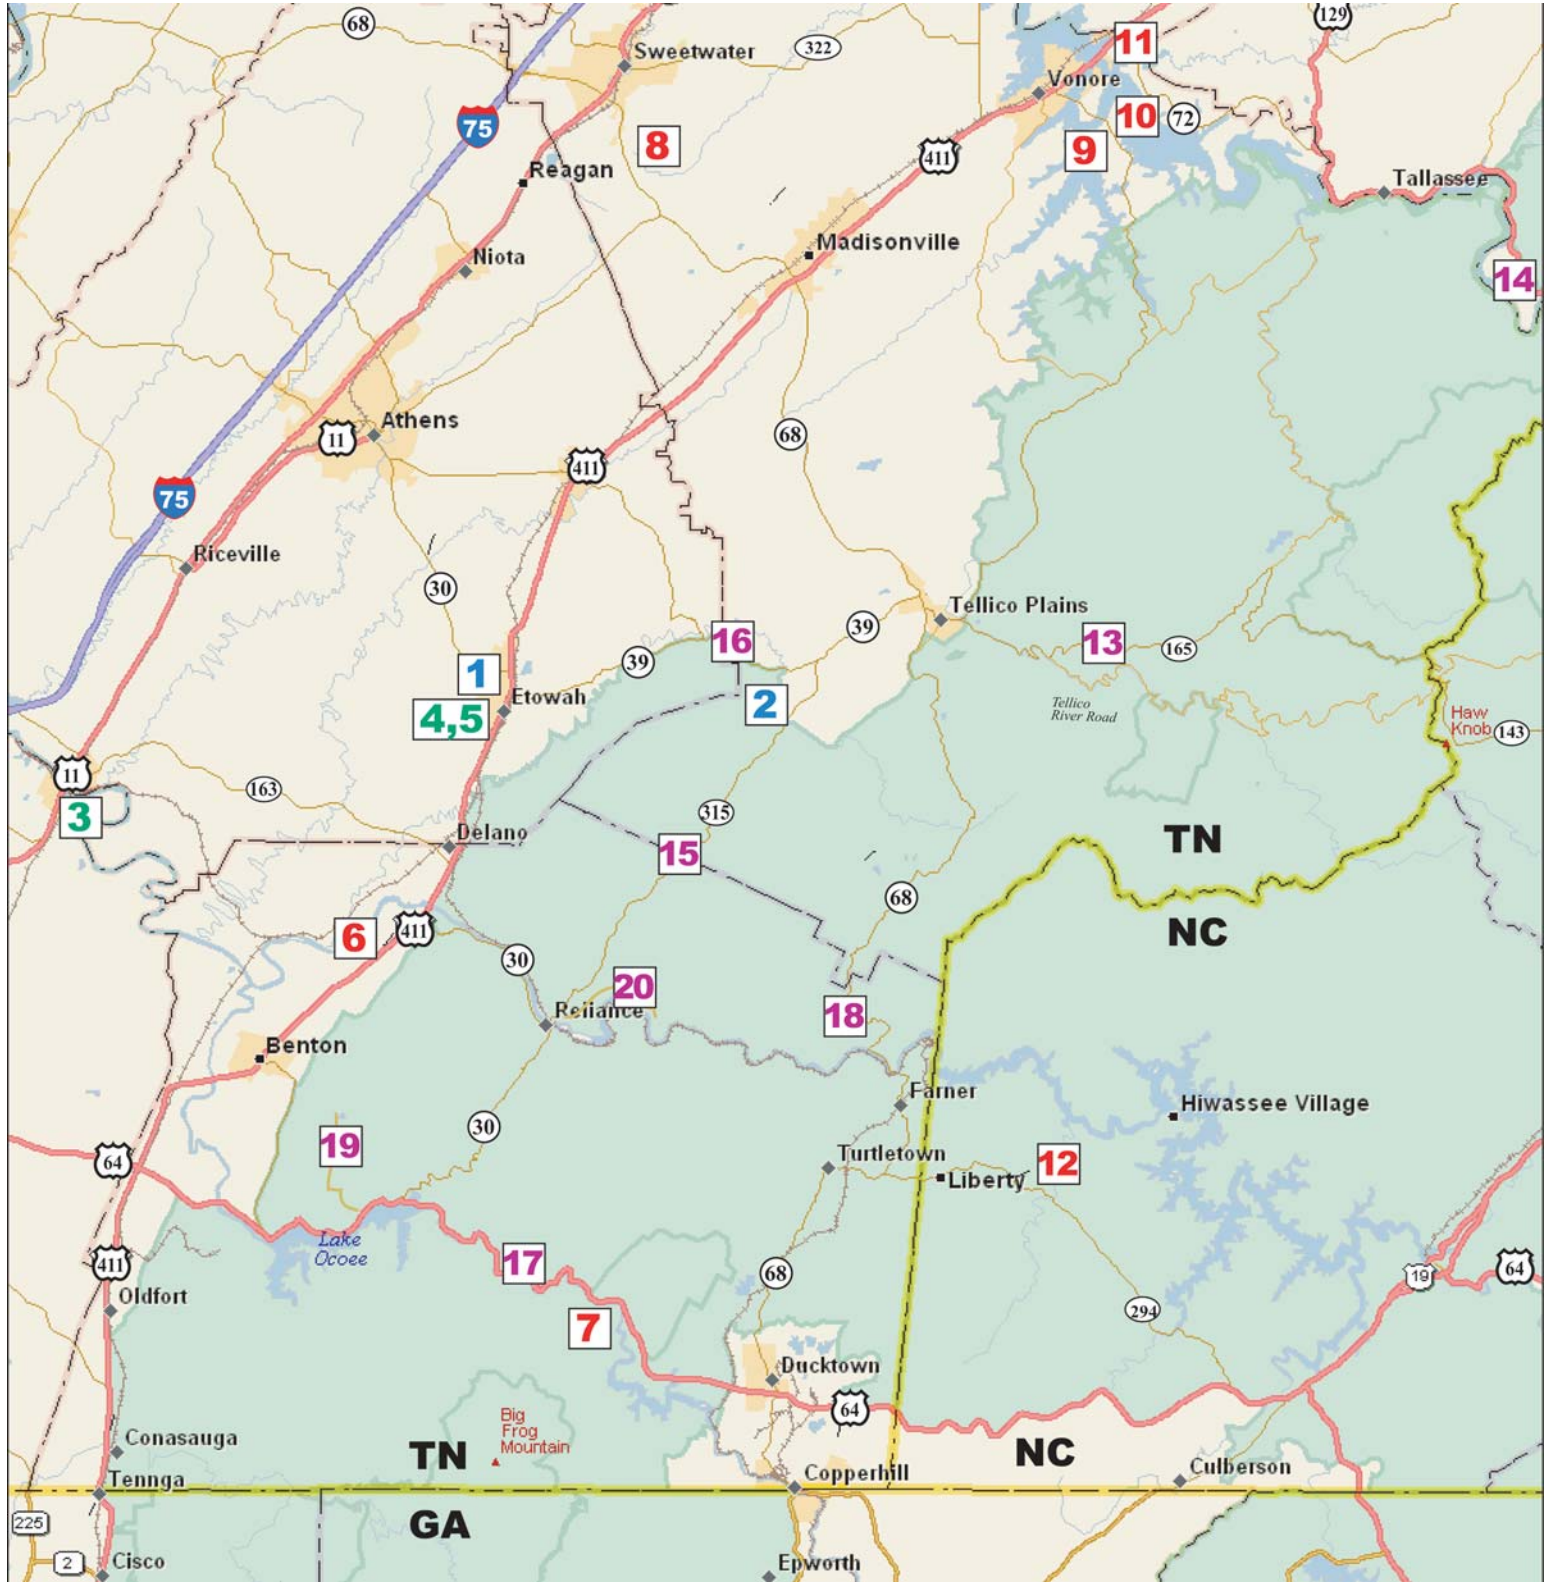 68
129
Sweetwater
322
11
Vonore
75
10
72
8
9
411
Reagan
Tallassee
Madisonville
Niota
14
Athens
11
68
411
75
Riceville
30
Tellico Plains
39
16
13
165
39
1
2
Etowah
4,5
Tellico
River Road
Haw
Knob
143
11
163
3
315
Delano
TN
15
68
6
411
NC
30
20
Reliance
18
Benton
Farner
Hiwassee Village
30
19
64
Turtletown
12
Liberty
Lake
Ocoee
17
411
68
19
64
Oldfort
294
7
Ducktown
64
Big
Frog
Mountain
Conasauga
TN
NC
Culberson
Copperhill
Tennga
225
GA
2
Cisco
Epworth